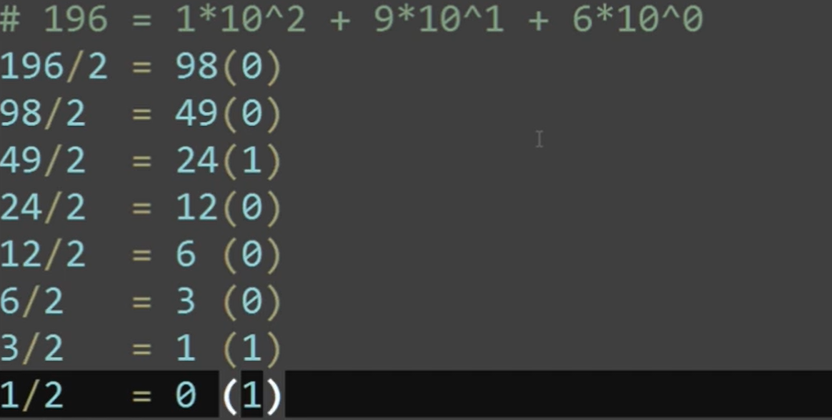 # 196 = 1*10^2 + 9*10^1 + 6*10^0
196/2 = 98(0)
98/2  = 49(0)
49/2  = 24(1)
24/2  = 12(0)
12/2  = 6 (0)
6/2   = 3 (0)
3/2   = 1 (1)
1/2   = 0 (1)